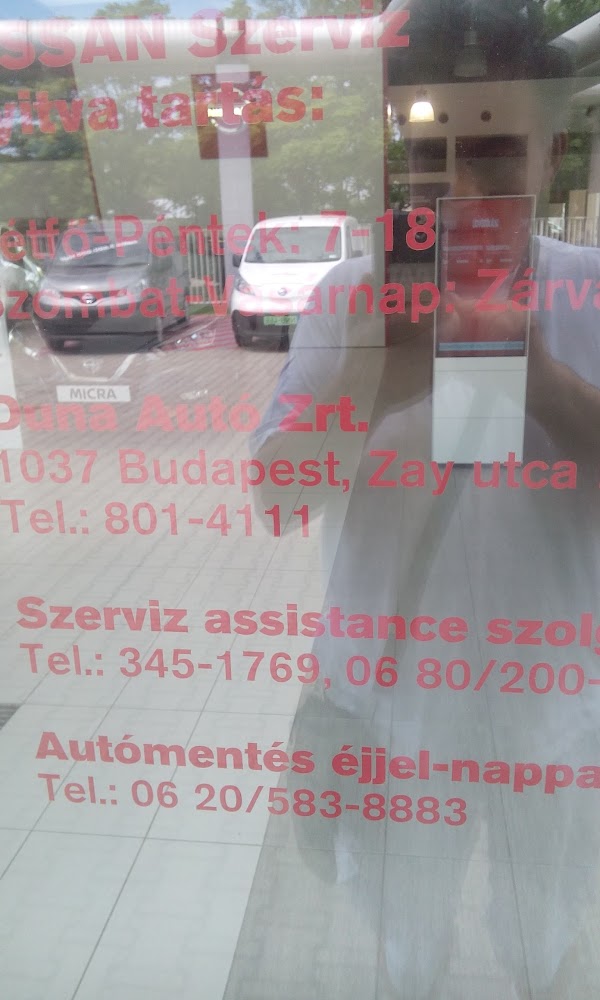 SSAN Szerviz
yitva tartás:
étfő-Péntek: 7-18
Szombat-Vasárnap: Zárva
MICRA
Duna Autó Zrt.
1037 Budapest, Zay utca
Tel.: 801-4111
Szerviz assistance szolg
Tel.: 345-1769, 06 80/200-
Autómentés éjjel-nappa
Tel.: 06 20/583-8883